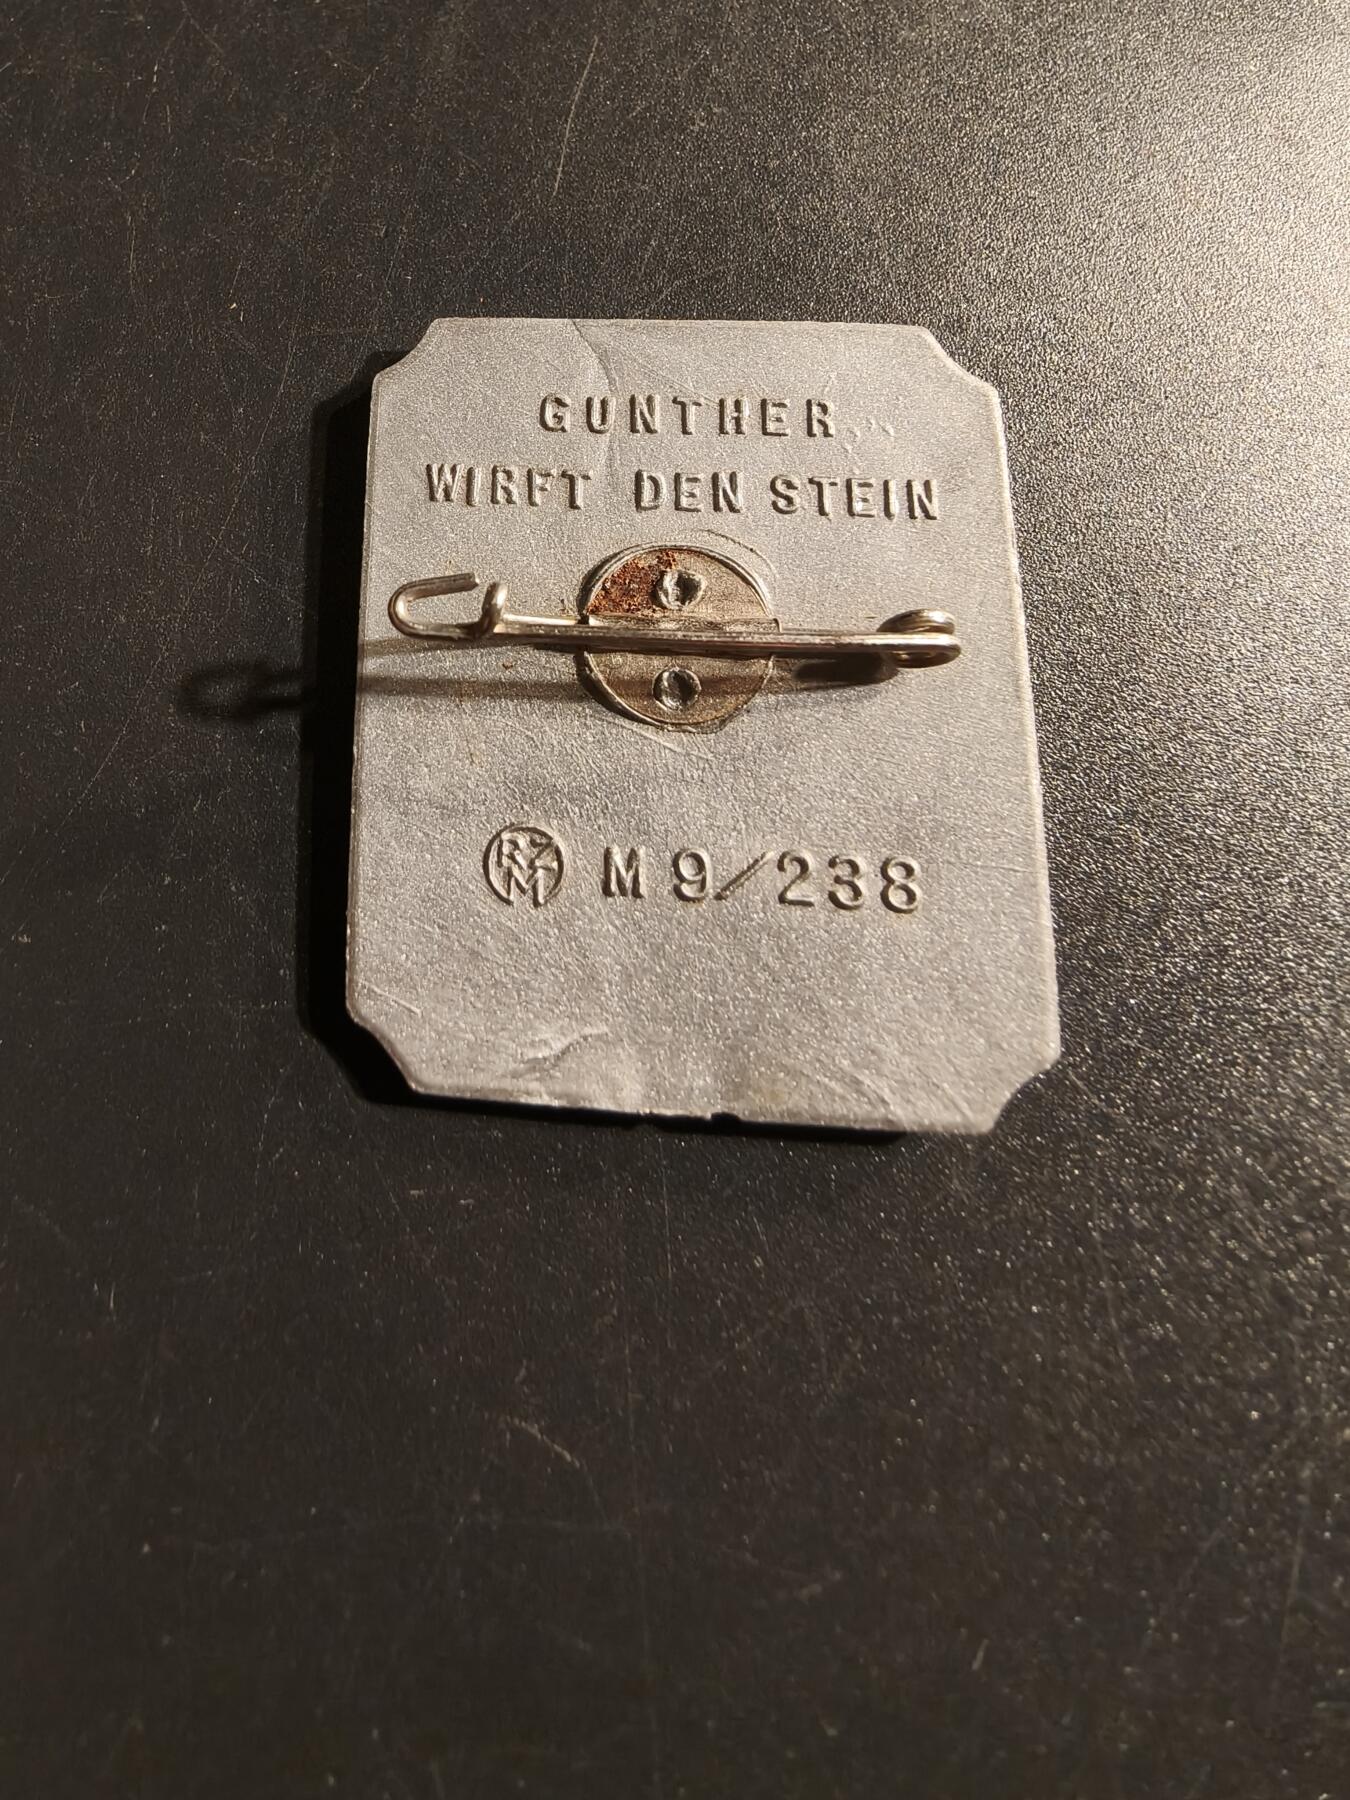 GUNTHER
WIRFT DEN STEIN
RZM M 9/238